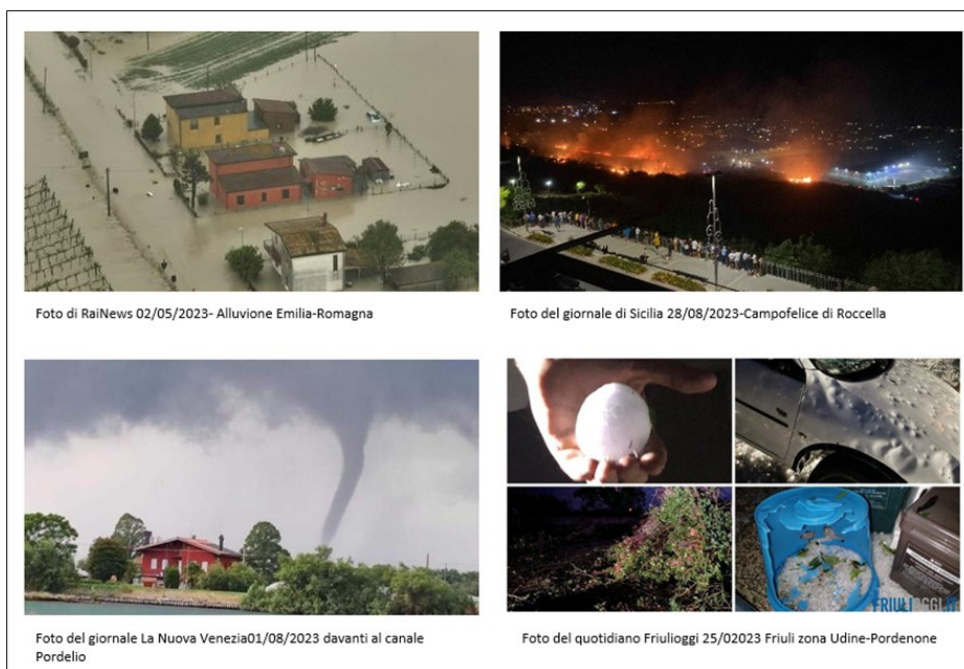 Foto di RaiNews 02/05/2023- Alluvione Emilia-Romagna
Foto del giornale di Sicilia 28/08/2023-Campofelice di Roccella
Foto del giornale La Nuova Venezia01/08/2023 davanti al canale
Pordelio
FRIULIOGGI.IT
Foto del quotidiano Friulioggi 25/02023 Friuli zona Udine-Pordenone